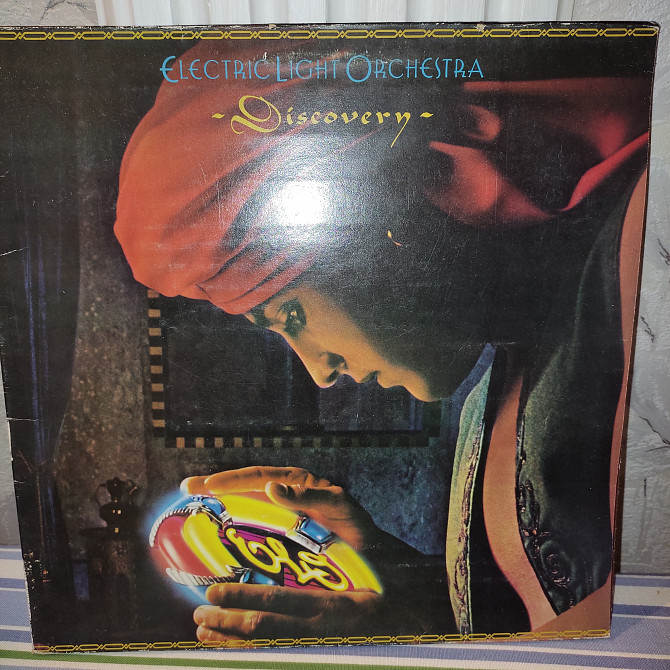 ELECTRIC LIGHT ORCHESTRA
-Discovery-
ELO